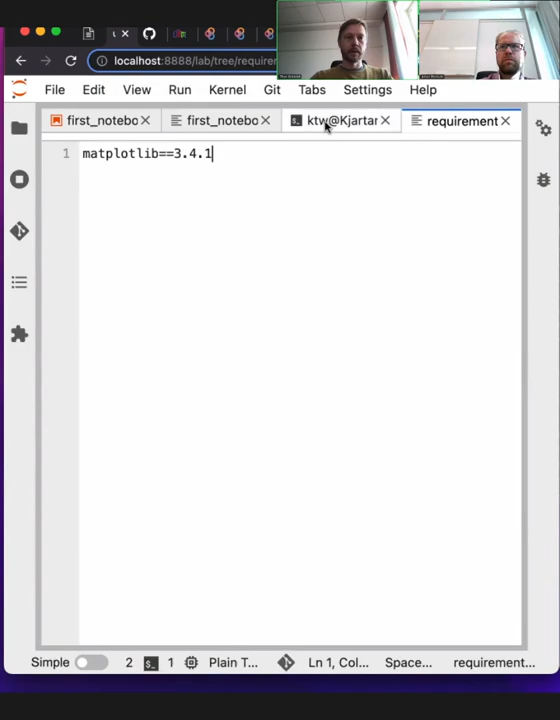 localhost:8888/lab/tree/requirer
File Edit View Run Kernel Git Tabs Settings Help
first_notebo first_notebo ktw@Kjartar requirement
1 matplotlib==3.4.1
Simple 2 $_ 1 Plain T... Ln 1, Col... Space... requirement...